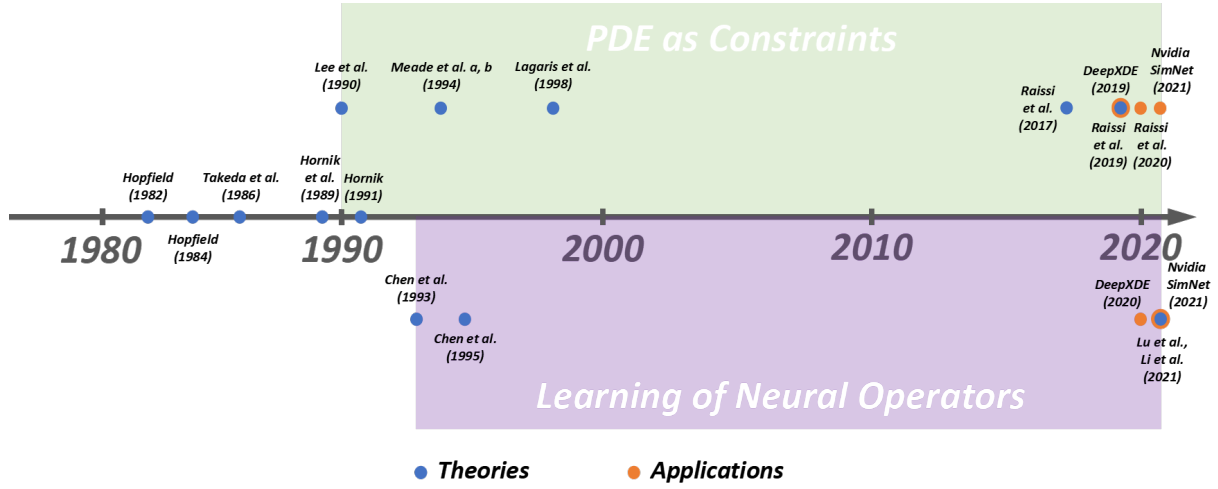 PDE as Constraints
Lee et al.
(1990)
Meade et al. a, b
(1994)
Lagaris et al.
(1998)
Raissi
et al.
(2017)
DeepXDE
(2019)
Nvidia
SimNet
(2021)
Raissi
et al.
(2019)
Raissi
et al.
(2020)
Hopfield
(1982)
Hopfield
(1984)
Takeda et al.
(1986)
Hornik
et al.
(1989)
Hornik
(1991)
1980
1990
2000
2010
2020
Chen et al.
(1993)
Chen et al.
(1995)
DeepXDE
(2020)
Nvidia
SimNet
(2021)
Lu et al.,
Li et al.
(2021)
Learning of Neural Operators
Theories
Applications